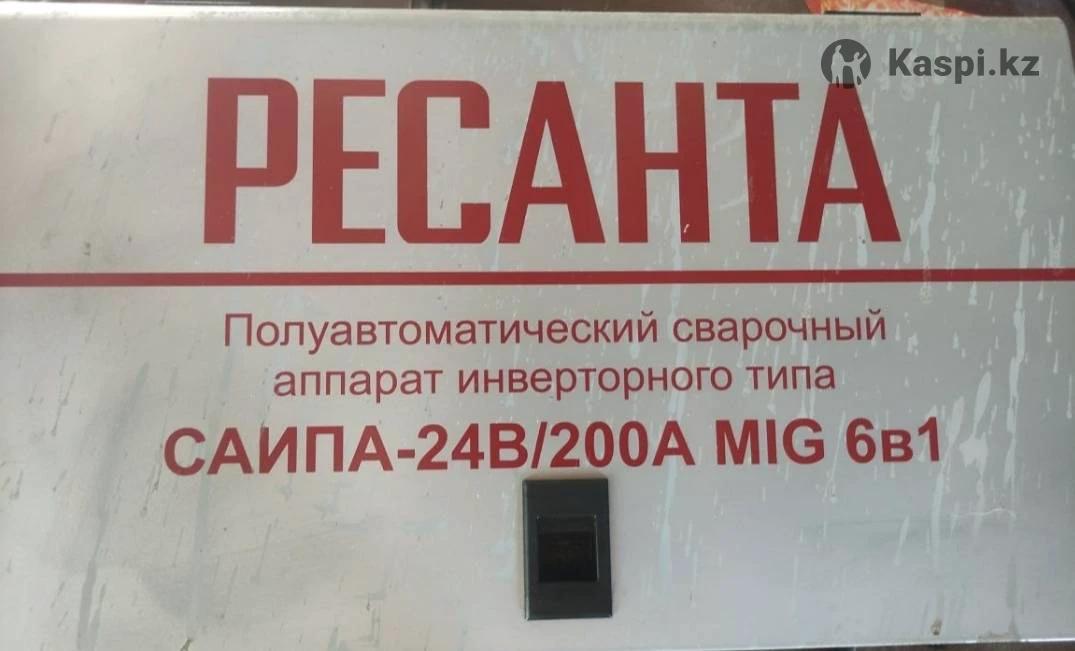 Kaspi.kz
РЕСАНТА
Полуавтоматический сварочный
аппарат инверторного типа
САИПА-24В/200А MIG 6в1